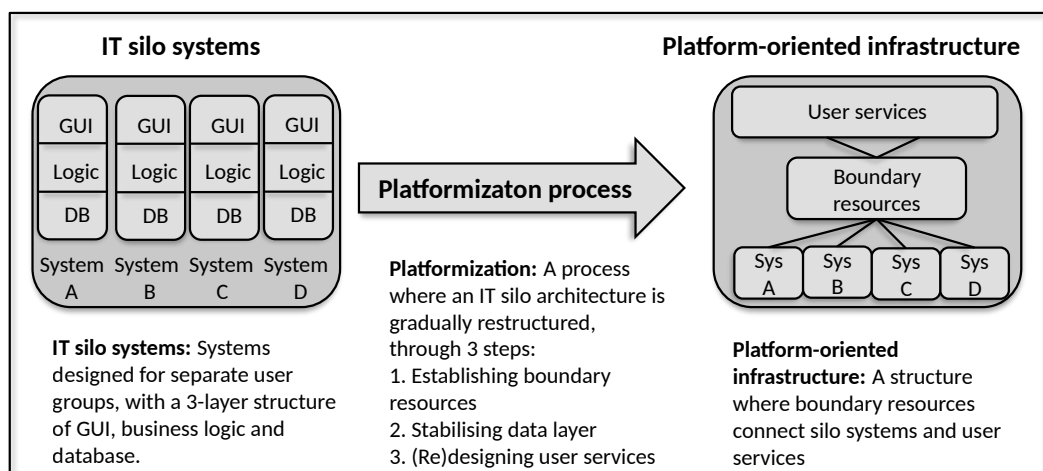 IT silo systems
GUI
GUI
GUI
GUI
Logic
Logic
Logic
Logic
DB
DB
DB
DB
System
A
System
B
System
C
System
D
IT silo systems: Systems
designed for separate user
groups, with a 3-layer structure
of GUI, business logic and
database.
Platformizaton process
Platformization: A process
where an IT silo architecture is
gradually restructured,
through 3 steps:
1. Establishing boundary
resources
2. Stabilising data layer
3. (Re)designing user services
Platform-oriented infrastructure
User services
Boundary
resources
Sys
A
Sys
B
Sys
C
Sys
D
Platform-oriented
infrastructure: A structure
where boundary resources
connect silo systems and user
services